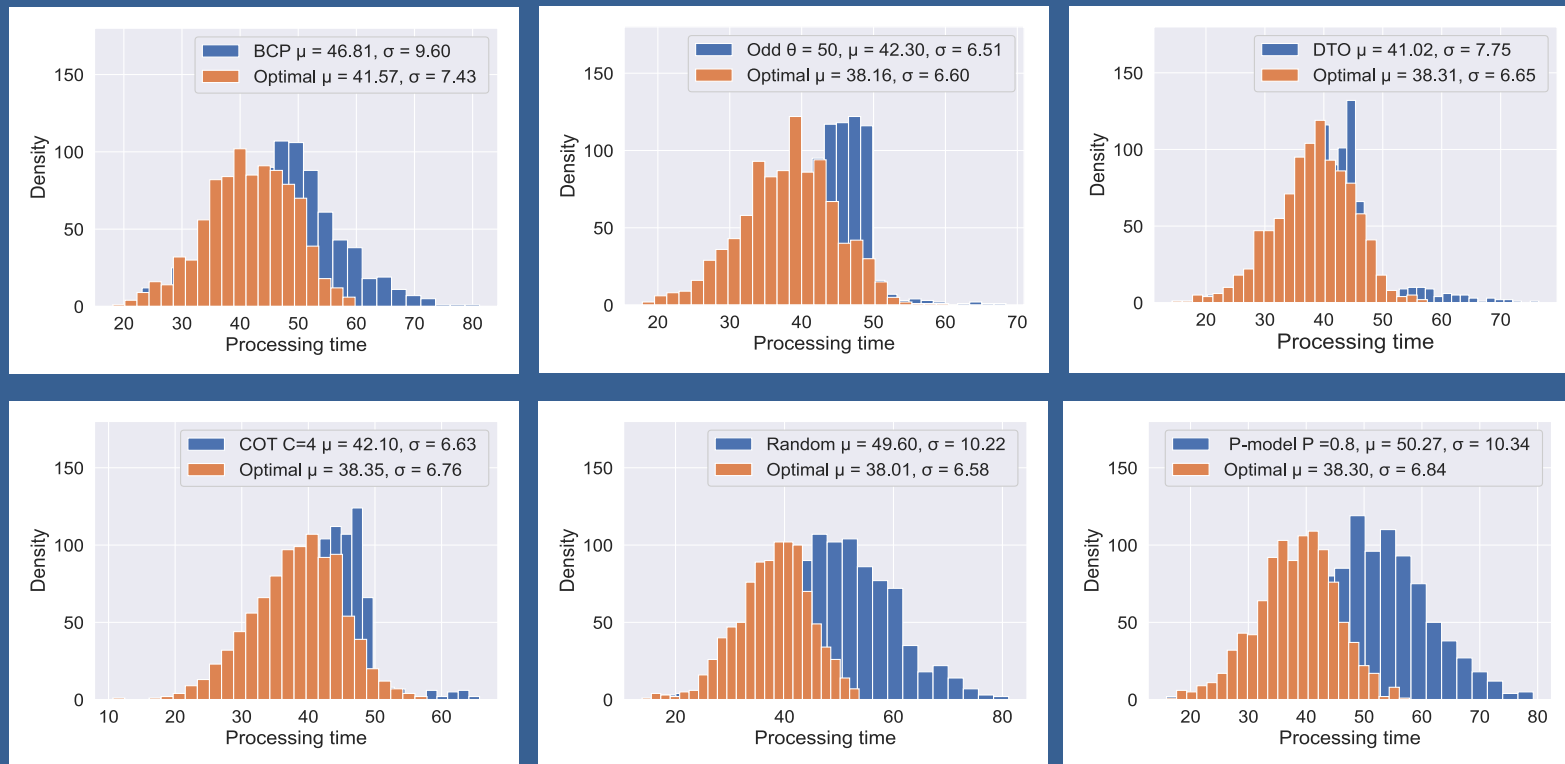 BCP μ = 46.81, σ = 9.60
Optimal μ = 41.57, σ = 7.43
150
100
50
0
Density
20 30 40 50 60 70 80
Processing time
Odd θ = 50, μ = 42.30, σ = 6.51
Optimal μ = 38.16, σ = 6.60
150
100
50
0
Density
20 30 40 50 60 70
Processing time
DTO μ = 41.02, σ = 7.75
Optimal μ = 38.31, σ = 6.65
150
100
50
0
Density
20 30 40 50 60 70
Processing time
COT C=4 μ = 42.10, σ = 6.63
Optimal μ = 38.35, σ = 6.76
150
100
50
0
Density
10 20 30 40 50 60
Processing time
Random μ = 49.60, σ = 10.22
Optimal μ = 38.01, σ = 6.58
150
100
50
0
Density
20 40 60 80
Processing time
P-model P =0.8, μ = 50.27, σ = 10.34
Optimal μ = 38.30, σ = 6.84
150
100
50
0
Density
20 30 40 50 60 70 80
Processing time